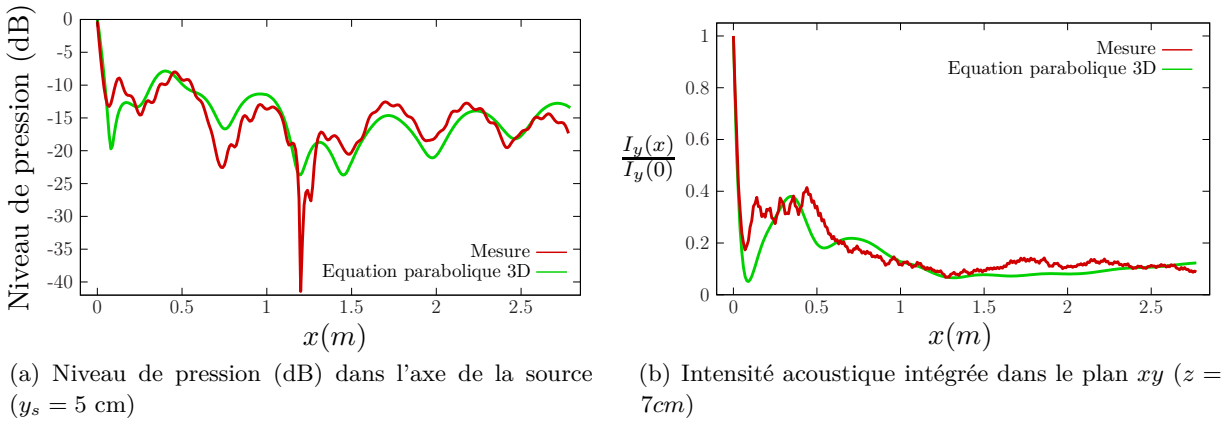 Niveau de pression (dB)
0
-5
-10
-15
-20
-25
-30
-35
-40
Mesure
Equation parabolique 3D
0 0.5 1 1.5 2 2.5
x(m)
(a) Niveau de pression (dB) dans l'axe de la source
(y_s = 5 cm)
I_y(x)
I_y(0)
1
0.8
0.6
0.4
0.2
0
Mesure
Equation parabolique 3D
0 0.5 1 1.5 2 2.5
x(m)
(b) Intensité acoustique intégrée dans le plan xy (z =
7cm)